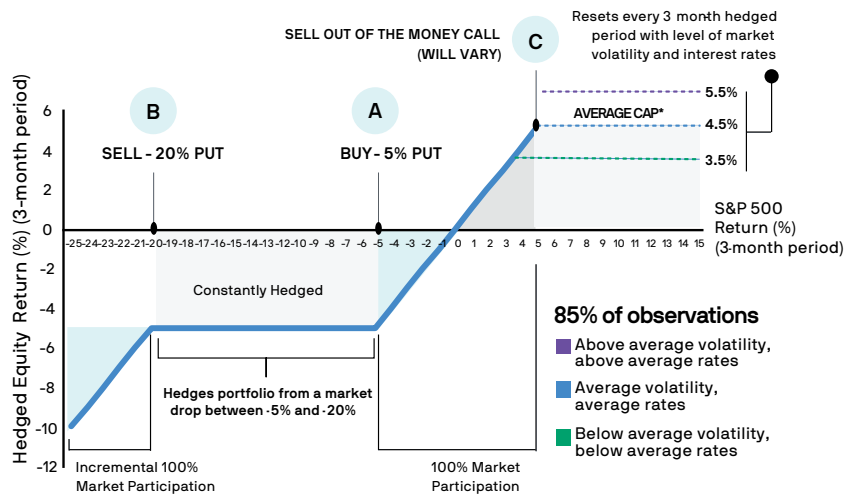 Resets every 3 month hedged
period with level of market
volatility and interest rates
SELL OUT OF THE MONEY CALL
(WILL VARY)
C
B
SELL - 20% PUT
A
BUY - 5% PUT
AVERAGE CAP*
5.5%
4.5%
3.5%
Hedged Equity Return (%) (3-month period)
6
4
2
0
-2
-4
-6
-8
-10
-12
-25 -24 -23 -22 -21 -20 -19 -18 -17 -16 -15 -14 -13 -12 -11 -10 -9 -8 -7 -6 -5 -4 -3 -2 -1 0 1 2 3 4 5 6 7 8 9 10 11 12 13 14 15
S&P 500
Return (%)
(3-month period)
Constantly Hedged
Hedges portfolio from a market
drop between -5% and -20%
Incremental 100%
Market Participation
100% Market
Participation
85% of observations
Above average volatility,
above average rates
Average volatility,
average rates
Below average volatility,
below average rates